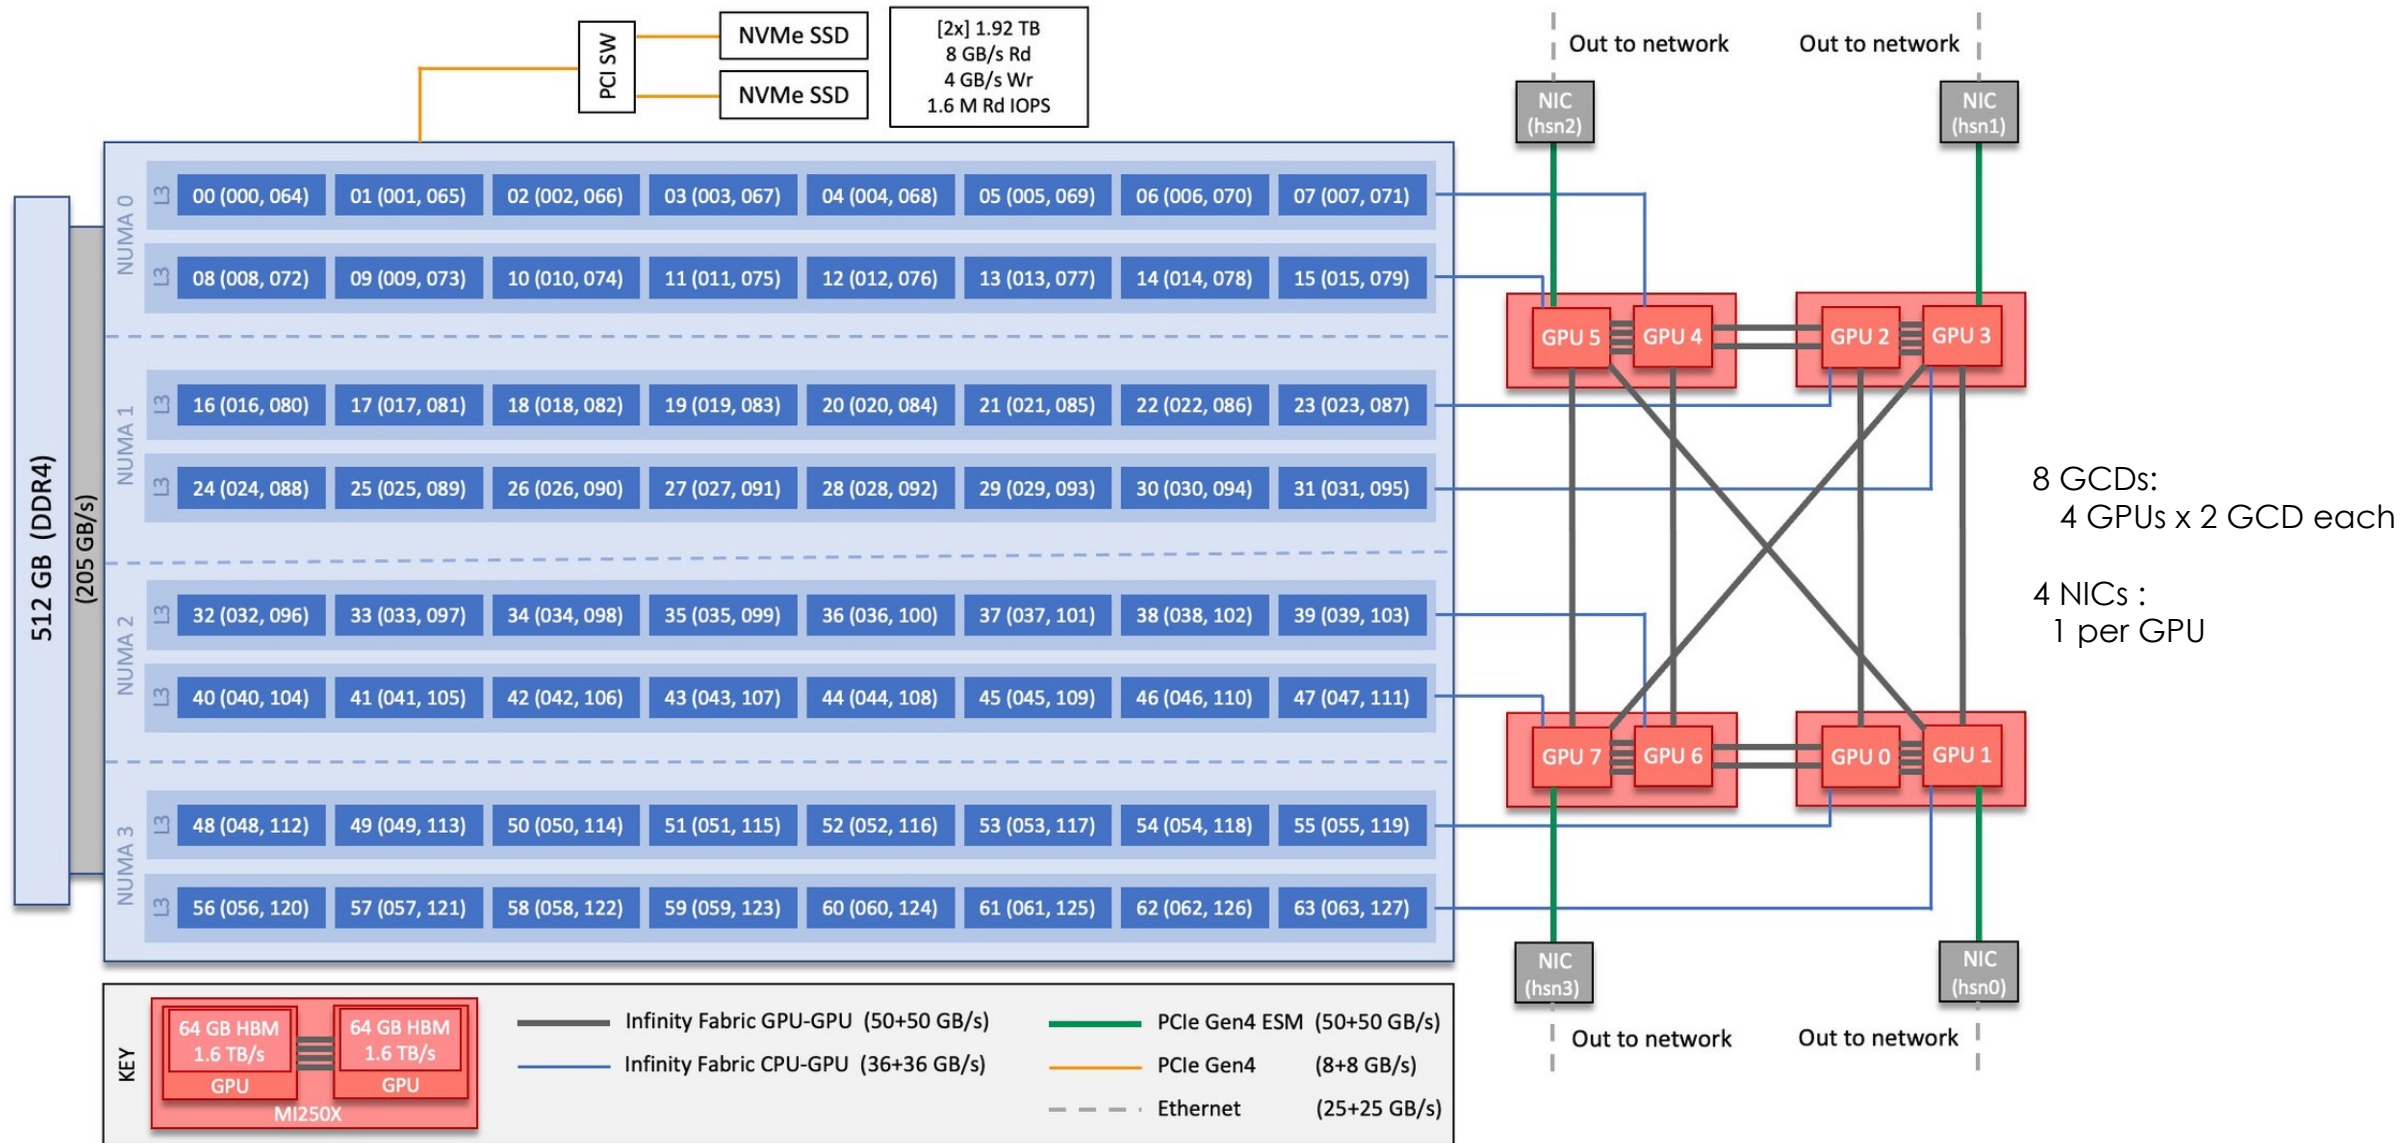 PCI SW
NVMe SSD
NVMe SSD
[2x] 1.92 TB
8 GB/s Rd
4 GB/s Wr
1.6 M Rd IOPS
Out to network
Out to network
NIC
(hsn2)
NIC
(hsn1)
512 GB (DDR4)
(205 GB/s)
NUMA 0
L3
00 (000, 064) 01 (001, 065) 02 (002, 066) 03 (003, 067) 04 (004, 068) 05 (005, 069) 06 (006, 070) 07 (007, 071)
L3
08 (008, 072) 09 (009, 073) 10 (010, 074) 11 (011, 075) 12 (012, 076) 13 (013, 077) 14 (014, 078) 15 (015, 079)
NUMA 1
L3
16 (016, 080) 17 (017, 081) 18 (018, 082) 19 (019, 083) 20 (020, 084) 21 (021, 085) 22 (022, 086) 23 (023, 087)
L3
24 (024, 088) 25 (025, 089) 26 (026, 090) 27 (027, 091) 28 (028, 092) 29 (029, 093) 30 (030, 094) 31 (031, 095)
NUMA 2
L3
32 (032, 096) 33 (033, 097) 34 (034, 098) 35 (035, 099) 36 (036, 100) 37 (037, 101) 38 (038, 102) 39 (039, 103)
L3
40 (040, 104) 41 (041, 105) 42 (042, 106) 43 (043, 107) 44 (044, 108) 45 (045, 109) 46 (046, 110) 47 (047, 111)
NUMA 3
L3
48 (048, 112) 49 (049, 113) 50 (050, 114) 51 (051, 115) 52 (052, 116) 53 (053, 117) 54 (054, 118) 55 (055, 119)
L3
56 (056, 120) 57 (057, 121) 58 (058, 122) 59 (059, 123) 60 (060, 124) 61 (061, 125) 62 (062, 126) 63 (063, 127)
GPU 5
GPU 4
GPU 2
GPU 3
GPU 7
GPU 6
GPU 0
GPU 1
8 GCDs:
4 GPUs x 2 GCD each
4 NICs :
1 per GPU
NIC
(hsn3)
NIC
(hsn0)
Out to network
Out to network
KEY
64 GB HBM
1.6 TB/s
GPU
64 GB HBM
1.6 TB/s
GPU
MI250X
Infinity Fabric GPU-GPU (50+50 GB/s)
Infinity Fabric CPU-GPU (36+36 GB/s)
PCIe Gen4 ESM (50+50 GB/s)
PCIe Gen4 (8+8 GB/s)
Ethernet (25+25 GB/s)